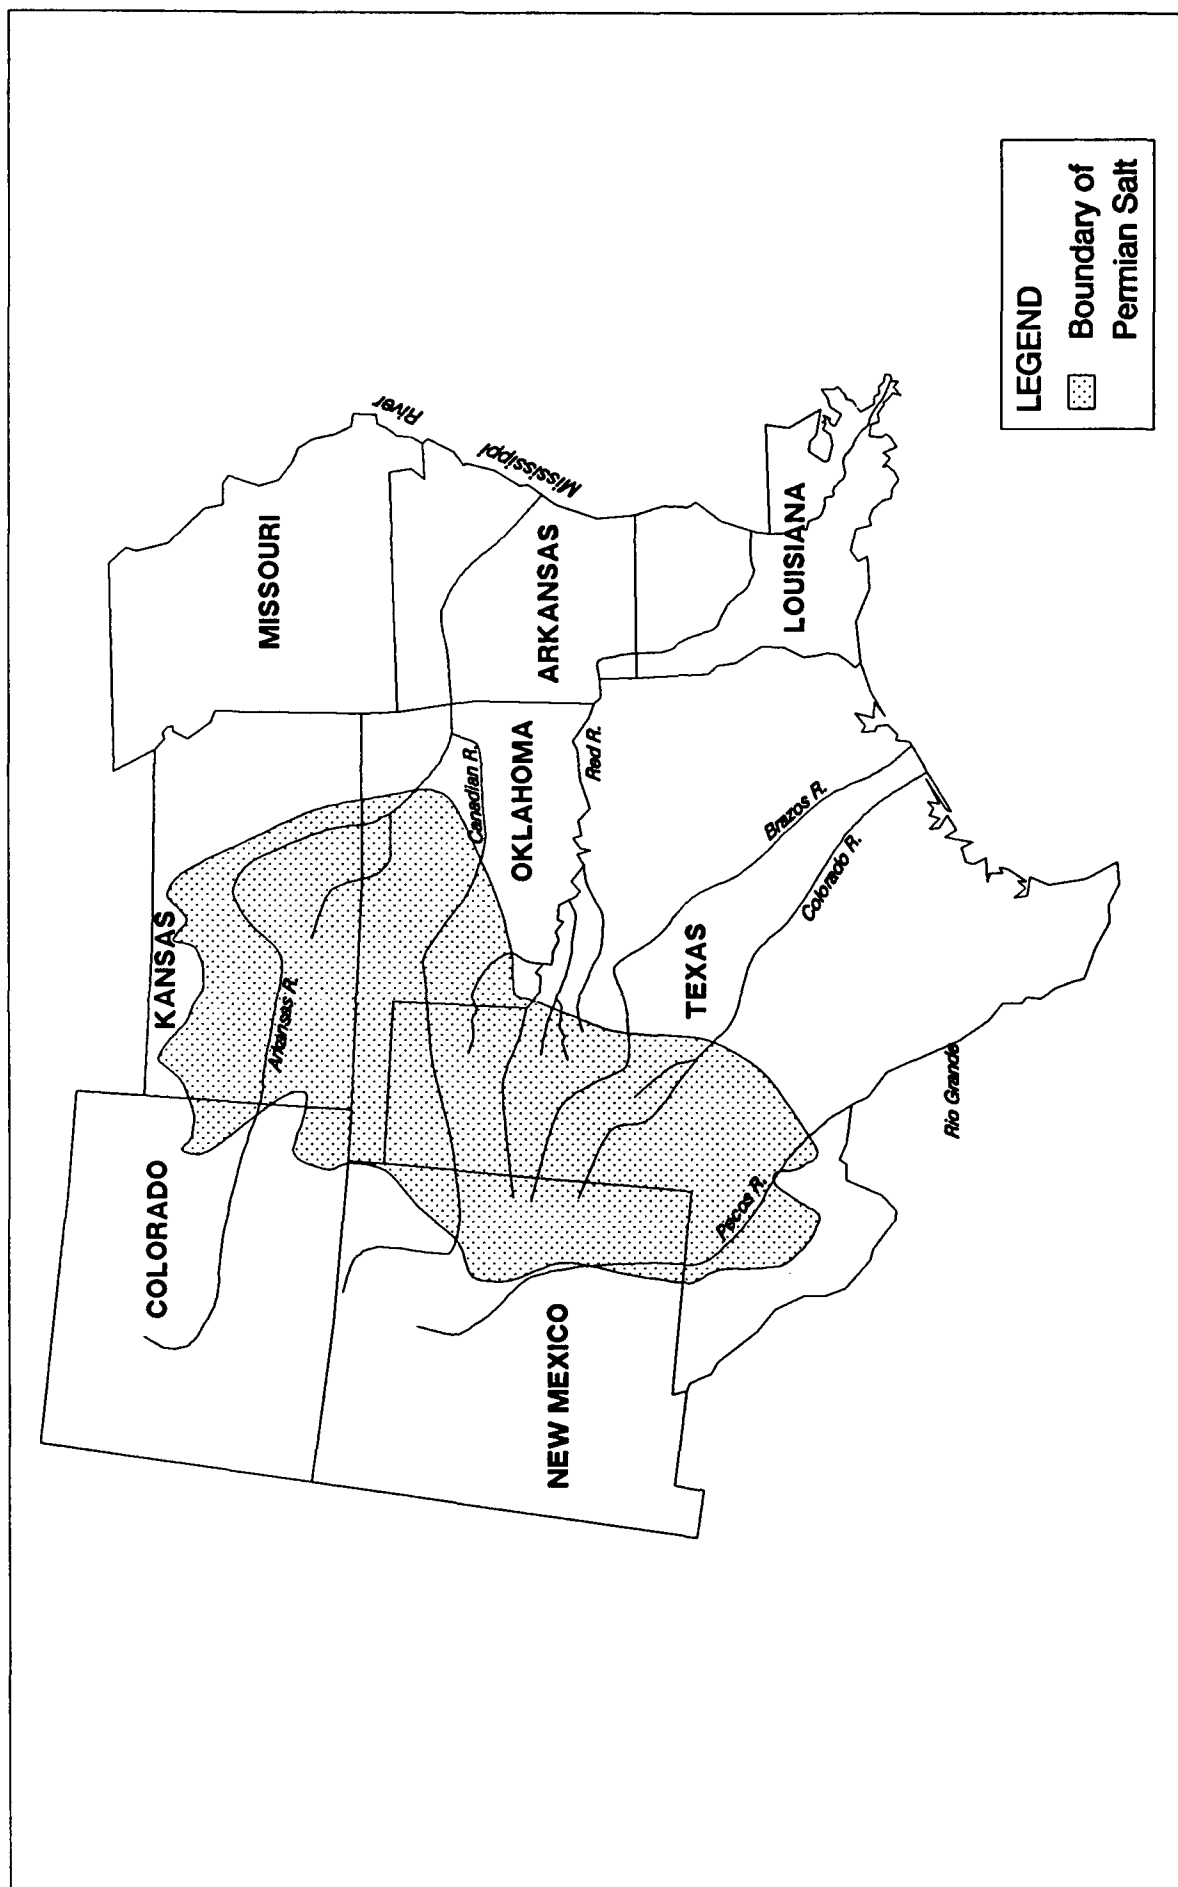 COLORADO
KANSAS
MISSOURI
River
Mississippi
Arkansas R.
Canadian R.
OKLAHOMA
ARKANSAS
NEW MEXICO
Red R.
Pecos R.
TEXAS
Brazos R.
Colorado R.
LOUISIANA
Rio Grande
LEGEND
Boundary of
Permian Salt